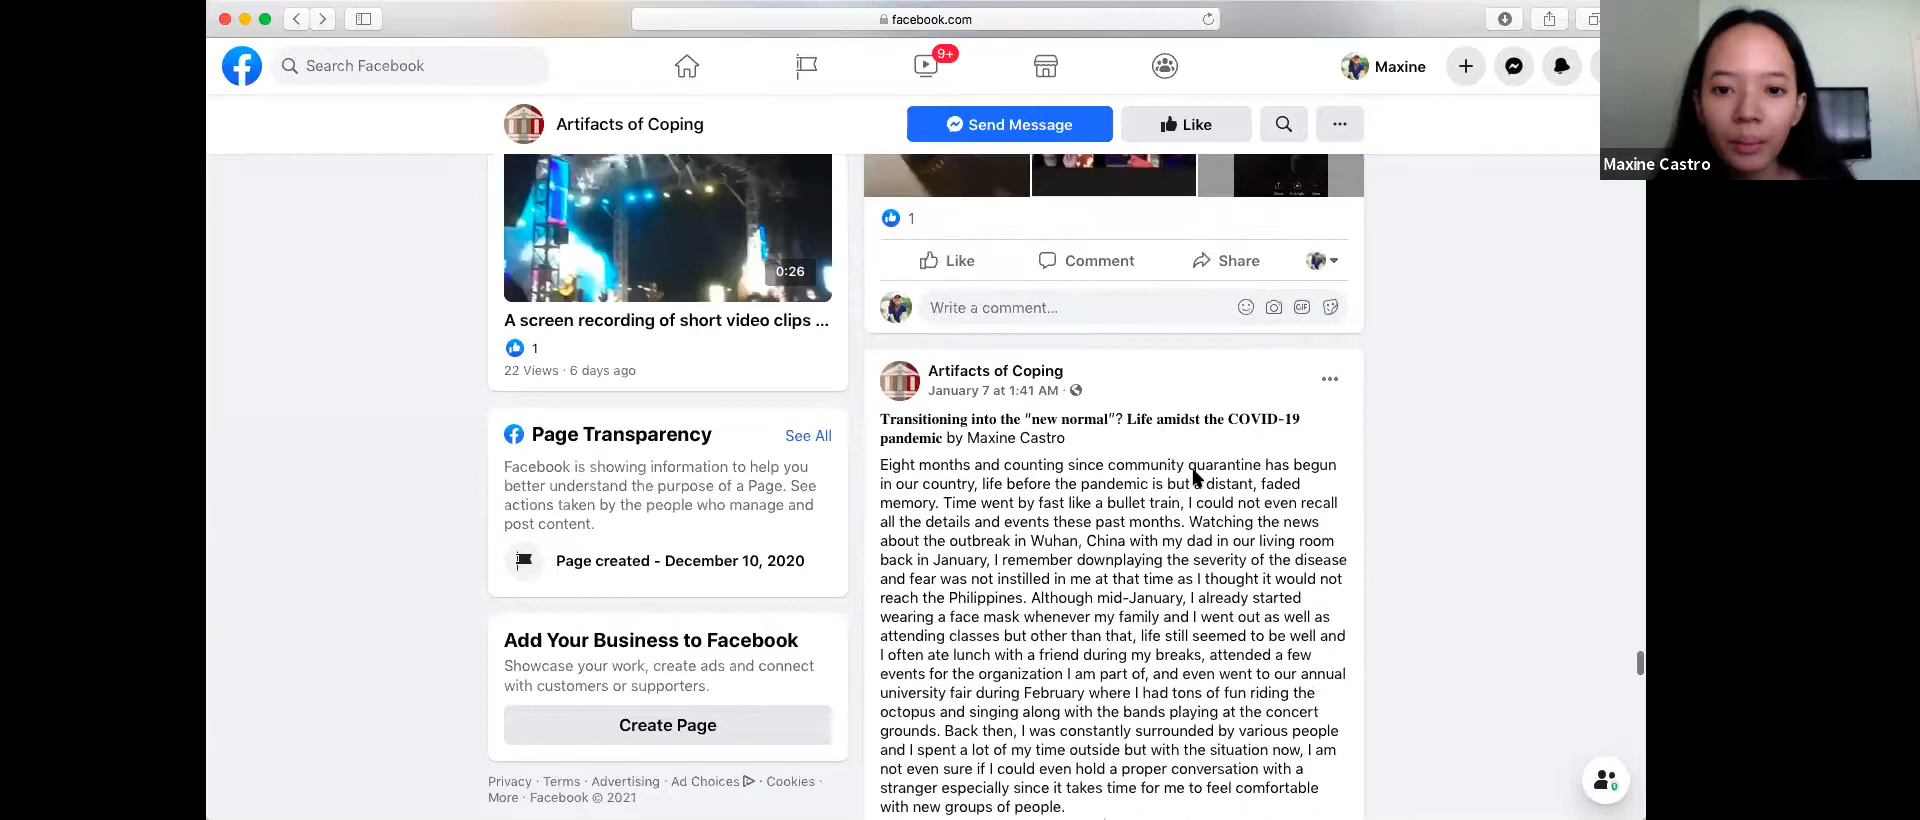 facebook.com
Search Facebook
9+
Maxine
Artifacts of Coping
Send Message
Like
0:26
A screen recording of short video clips ...
1
22 Views · 6 days ago
Page Transparency
See All
Facebook is showing information to help you
better understand the purpose of a Page. See
actions taken by the people who manage and
post content.
Page created - December 10, 2020
Add Your Business to Facebook
Showcase your work, create ads and connect
with customers or supporters.
Create Page
Privacy · Terms · Advertising · Ad Choices · Cookies ·
More · Facebook © 2021
1
Like
Comment
Share
Write a comment...
GIF
Artifacts of Coping
January 7 at 1:41 AM ·
Transitioning into the "new normal"? Life amidst the COVID-19
pandemic by Maxine Castro
Eight months and counting since community quarantine has begun
in our country, life before the pandemic is but a distant, faded
memory. Time went by fast like a bullet train, I could not even recall
all the details and events these past months. Watching the news
about the outbreak in Wuhan, China with my dad in our living room
back in January, I remember downplaying the severity of the disease
and fear was not instilled in me at that time as I thought it would not
reach the Philippines. Although mid-January, I already started
wearing a face mask whenever my family and I went out as well as
attending classes but other than that, life still seemed to be well and
I often ate lunch with a friend during my breaks, attended a few
events for the organization I am part of, and even went to our annual
university fair during February where I had tons of fun riding the
octopus and singing along with the bands playing at the concert
grounds. Back then, I was constantly surrounded by various people
and I spent a lot of my time outside but with the situation now, I am
not even sure if I could even hold a proper conversation with a
stranger especially since it takes time for me to feel comfortable
with new groups of people.
Maxine Castro
0